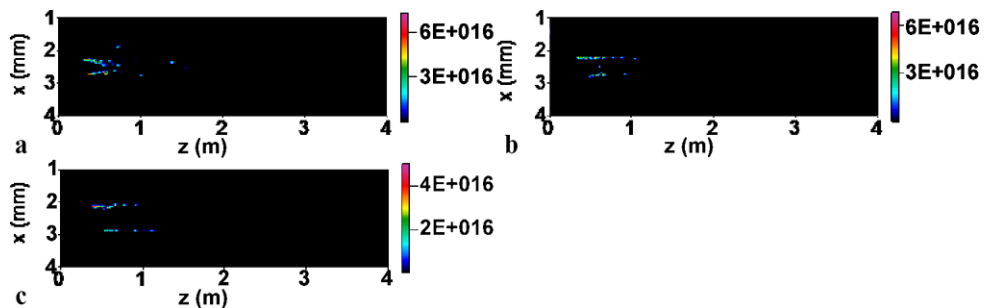 1
2
3
4
x (mm)
0 1 2 3 4
z (m)
6E+016
3E+016
a
1
2
3
4
x (mm)
0 1 2 3 4
z (m)
6E+016
3E+016
b
1
2
3
4
x (mm)
0 1 2 3 4
z (m)
4E+016
2E+016
c